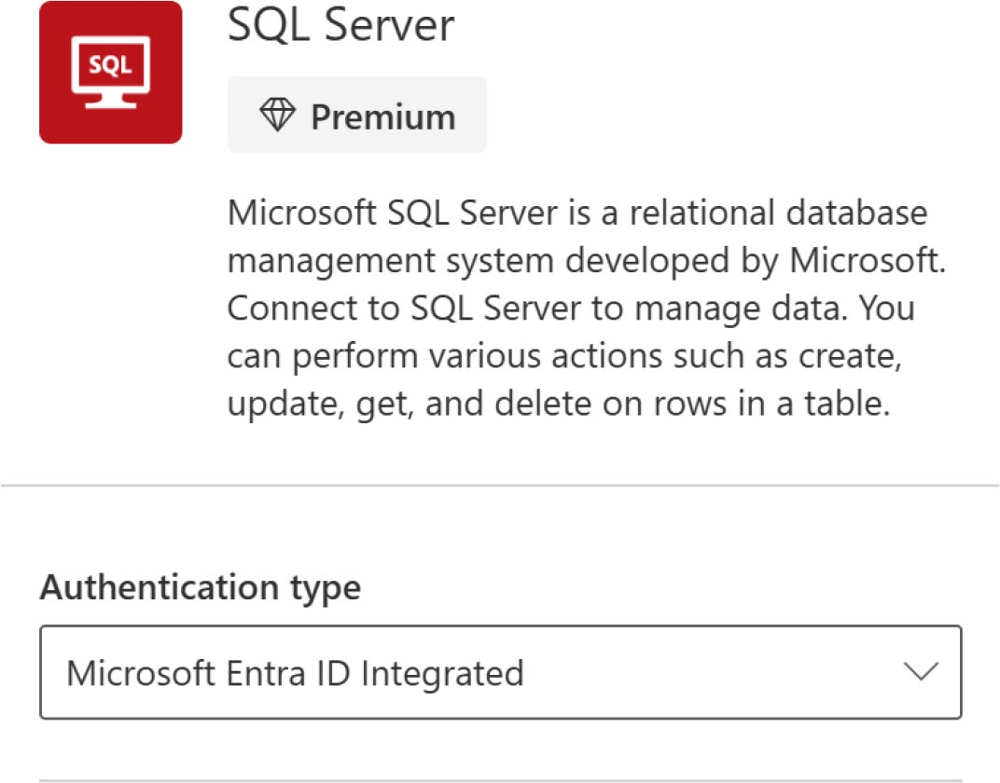 SQL Server
SQL
Premium
Microsoft SQL Server is a relational database
management system developed by Microsoft.
Connect to SQL Server to manage data. You
can perform various actions such as create,
update, get, and delete on rows in a table.
Authentication type
Microsoft Entra ID Integrated